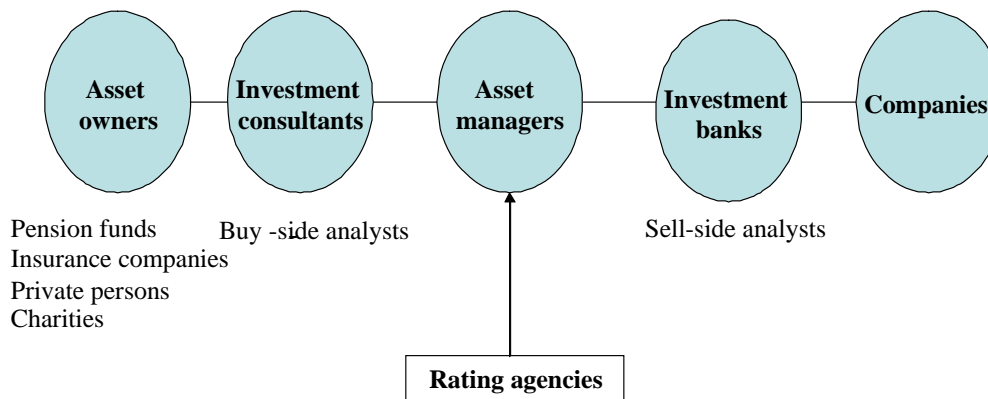 Asset
owners
Investment
consultants
Asset
managers
Investment
banks
Companies
Pension funds
Insurance companies
Private persons
Charities
Buy -side analysts
Sell-side analysts
Rating agencies